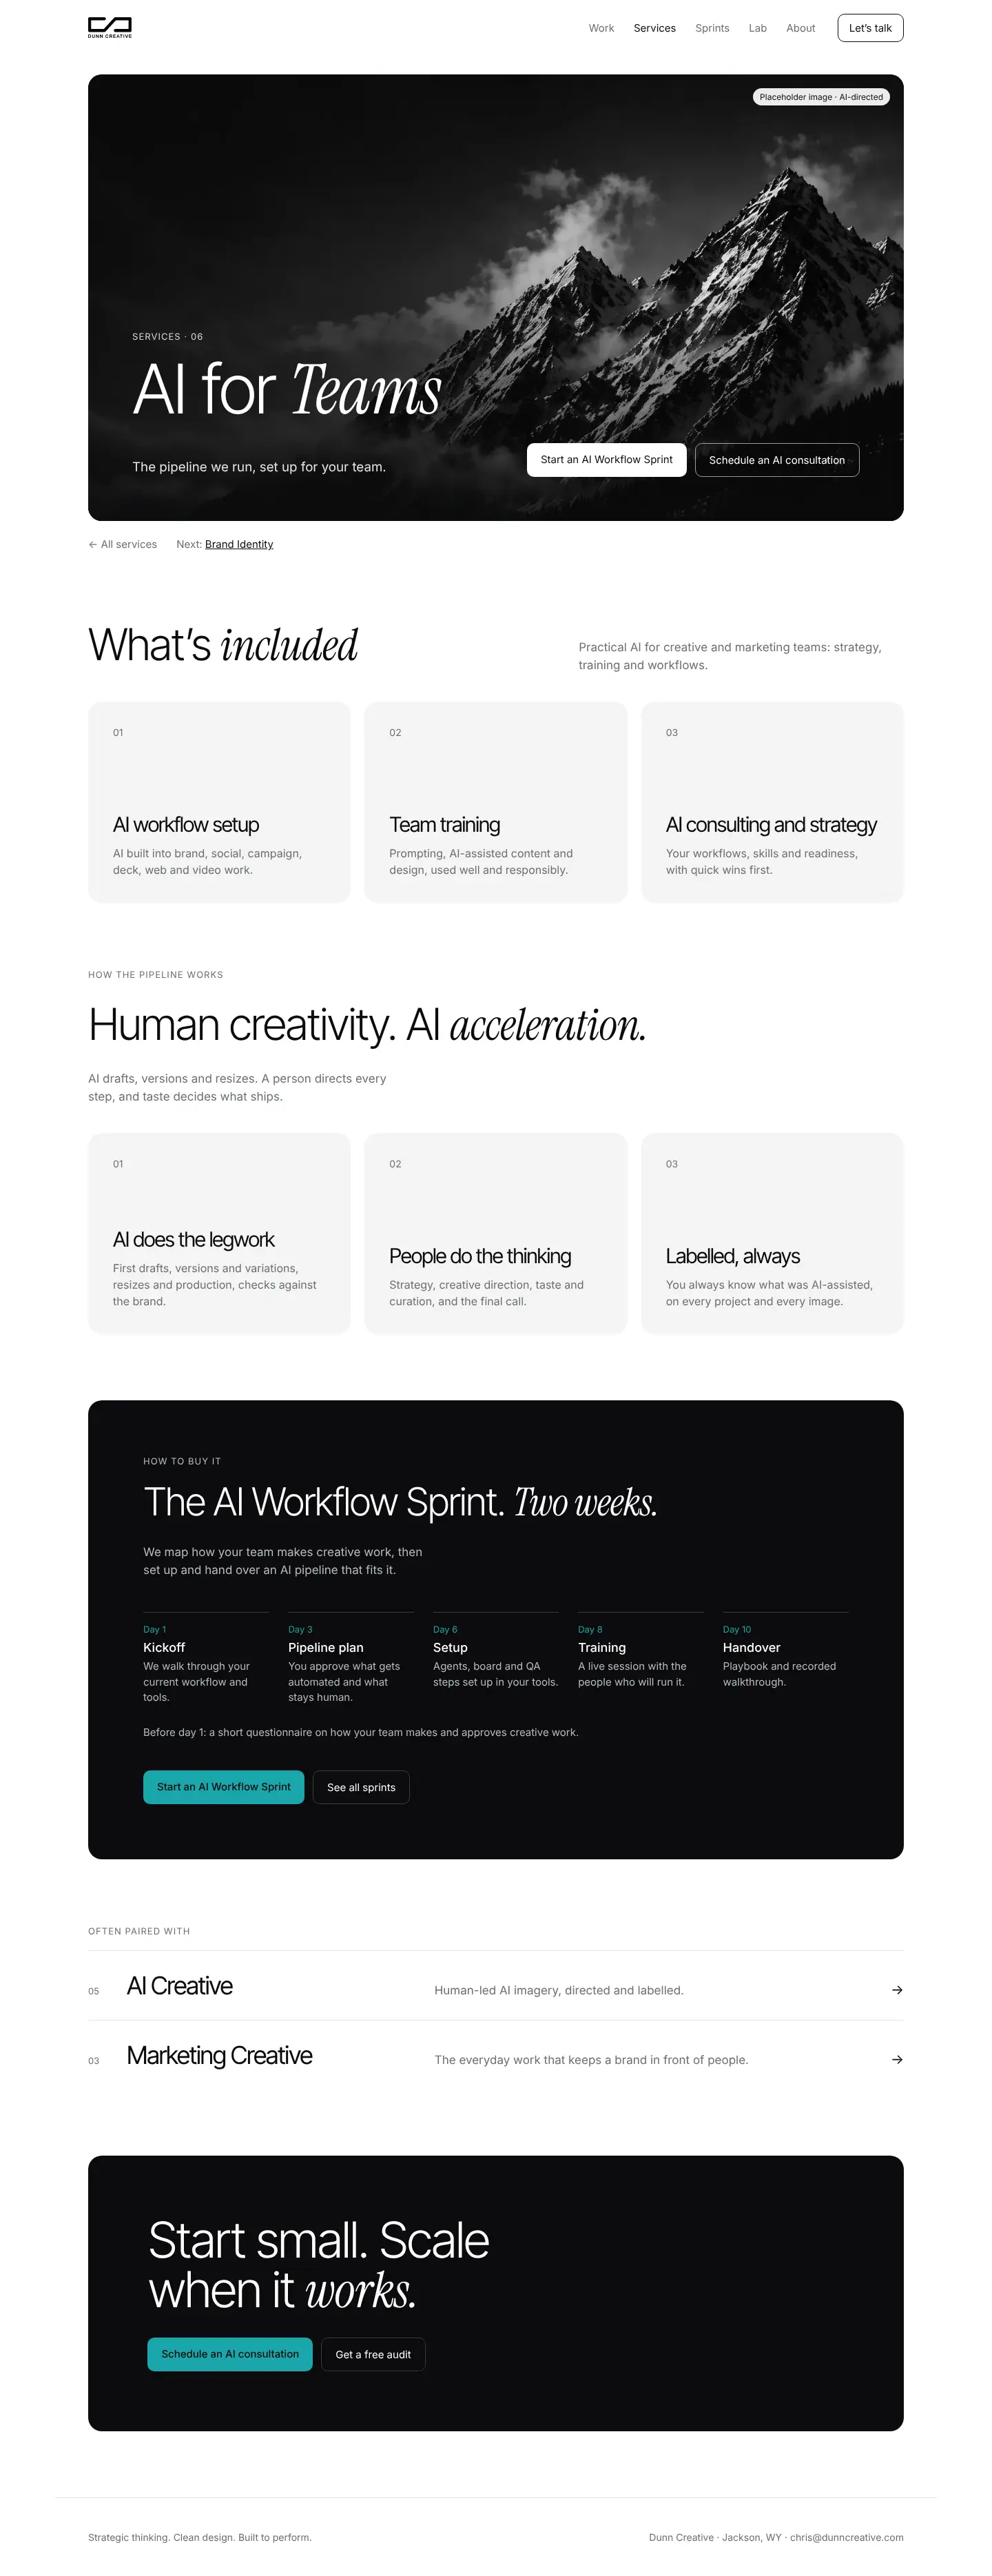 DUNN CREATIVE
Work Services Sprints Lab About Let's talk
Placeholder image · AI-directed
SERVICES · 06
AI for Teams
The pipeline we run, set up for your team.
Start an AI Workflow Sprint
Schedule an AI consultation
← All services Next: Brand Identity
What's included
Practical AI for creative and marketing teams: strategy,
training and workflows.
01
AI workflow setup
AI built into brand, social, campaign,
deck, web and video work.
02
Team training
Prompting, AI-assisted content and
design, used well and responsibly.
03
AI consulting and strategy
Your workflows, skills and readiness,
with quick wins first.
HOW THE PIPELINE WORKS
Human creativity. AI acceleration.
AI drafts, versions and resizes. A person directs every
step, and taste decides what ships.
01
AI does the legwork
First drafts, versions and variations,
resizes and production, checks against
the brand.
02
People do the thinking
Strategy, creative direction, taste and
curation, and the final call.
03
Labelled, always
You always know what was AI-assisted,
on every project and every image.
HOW TO BUY IT
The AI Workflow Sprint. Two weeks.
We map how your team makes creative work, then
set up and hand over an AI pipeline that fits it.
Day 1
Kickoff
We walk through your
current workflow and
tools.
Day 3
Pipeline plan
You approve what gets
automated and what
stays human.
Day 6
Setup
Agents, board and QA
steps set up in your tools.
Day 8
Training
A live session with the
people who will run it.
Day 10
Handover
Playbook and recorded
walkthrough.
Before day 1: a short questionnaire on how your team makes and approves creative work.
Start an AI Workflow Sprint
See all sprints
OFTEN PAIRED WITH
05 AI Creative Human-led AI imagery, directed and labelled. →
03 Marketing Creative The everyday work that keeps a brand in front of people. →
Start small. Scale
when it works.
Schedule an AI consultation
Get a free audit
Strategic thinking. Clean design. Built to perform.
Dunn Creative · Jackson, WY · chris@dunncreative.com